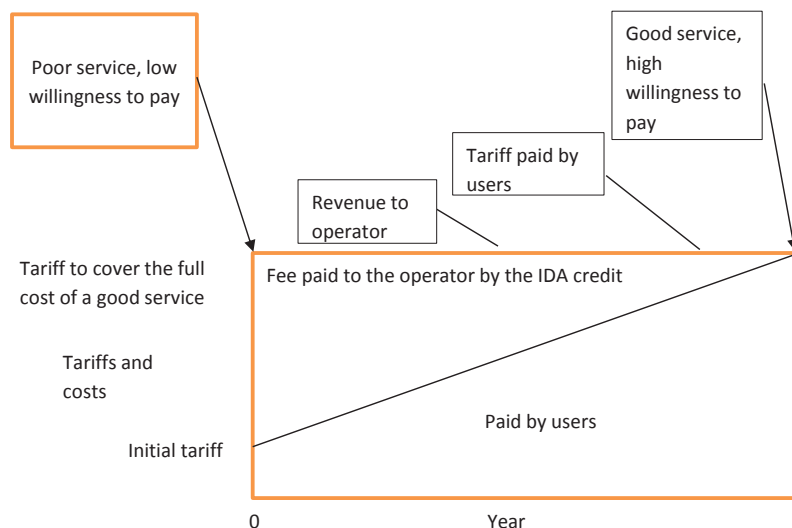 Poor service, low
willingness to pay
Good service,
high
willingness to
pay
Tariff paid by
users
Revenue to
operator
Tariff to cover the full
cost of a good service
Fee paid to the operator by the IDA credit
Tariffs and
costs
Initial tariff
Paid by users
0
Year